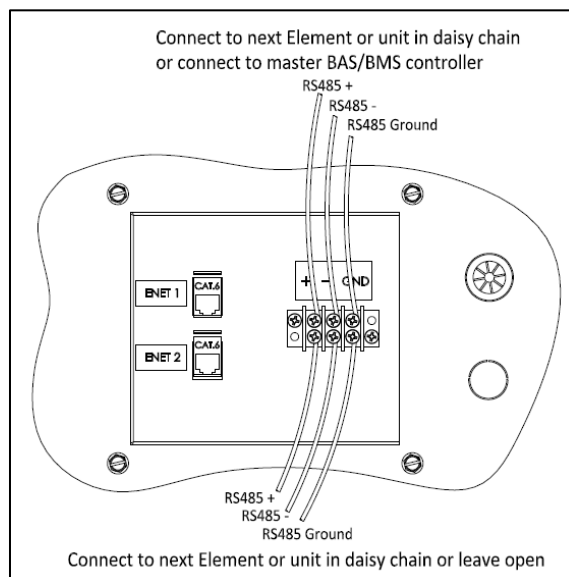 Connect to next Element or unit in daisy chain
or connect to master BAS/BMS controller
RS485 +
RS485 -
RS485 Ground
+ - GND
ENET 1
CAT.6
ENET 2
CAT.6
RS485 +
RS485 -
RS485 Ground
Connect to next Element or unit in daisy chain or leave open